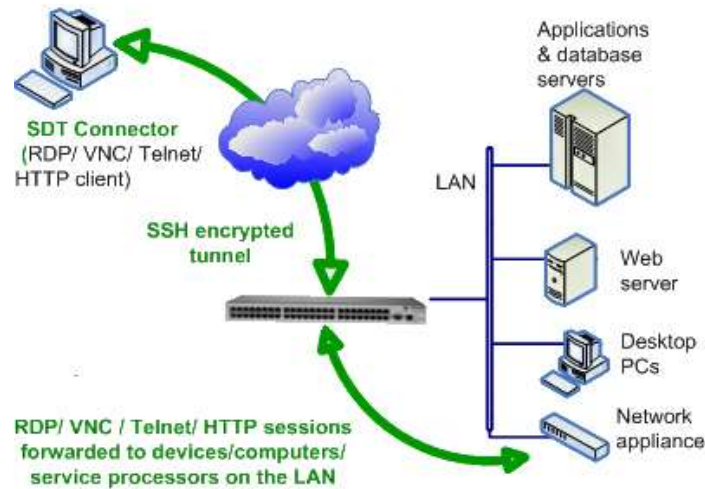 Applications
& database
servers
SDT Connector
(RDP/ VNC/ Telnet/
HTTP client)
LAN
SSH encrypted
tunnel
Web
server
Desktop
PCs
Network
appliance
RDP/ VNC / Telnet/ HTTP sessions
forwarded to devices/computers/
service processors on the LAN